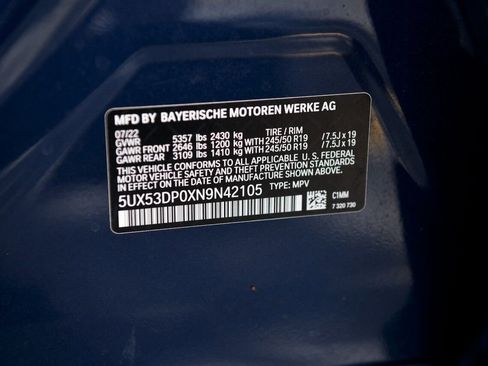 MFD BY BAYERISCHE MOTOREN WERKE AG
07/22
GVWR 5357 lbs 2430 kg TIRE / RIM
GAWR FRONT 2646 lbs 1200 kg 245/50 R19 /7.5J x 19
GAWR REAR 3109 lbs 1410 kg 245/50 R19 /7.5J x 19
THIS VEHICLE CONFORMS TO ALL APPLICABLE U. S. FEDERAL
MOTOR VEHICLE SAFETY AND THEFT PREVENTION STANDARDS
IN EFFECT ON THE DATE OF MANUFACTURE SHOWN ABOVE.
5UX53DP0XN9N42105 TYPE: MPV
C1MM
7 320 730